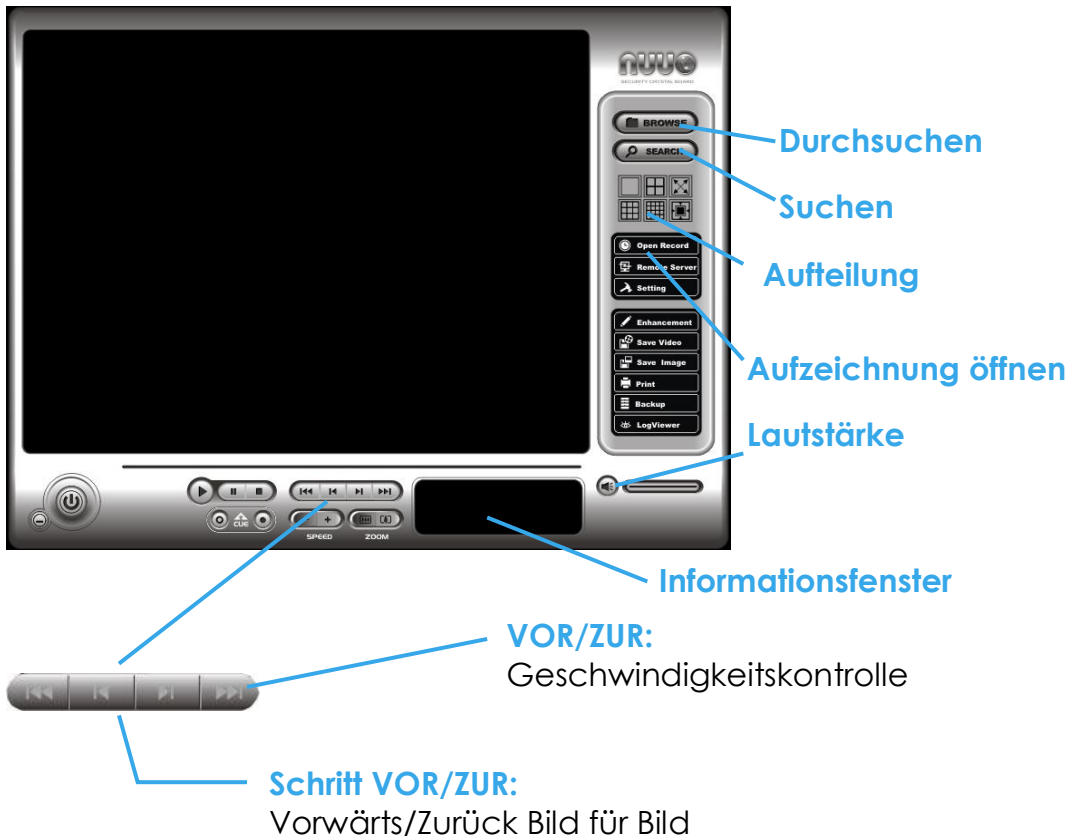 NUUO
SECURITY CRYSTAL BOARD
BROWSE
SEARCH
Durchsuchen
Suchen
Aufteilung
Open Record
Remote Server
Setting
Enhancement
Save Video
Save Image
Print
Backup
LogViewer
Aufzeichnung öffnen
Lautstärke
CUE
SPEED
ZOOM
Informationsfenster
VOR/ZUR:
Geschwindigkeitskontrolle
Schritt VOR/ZUR:
Vorwärts/Zurück Bild für Bild